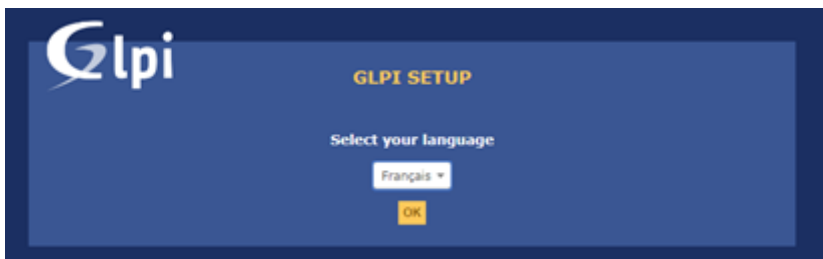 Glpi
GLPI SETUP
Select your language
Français
OK